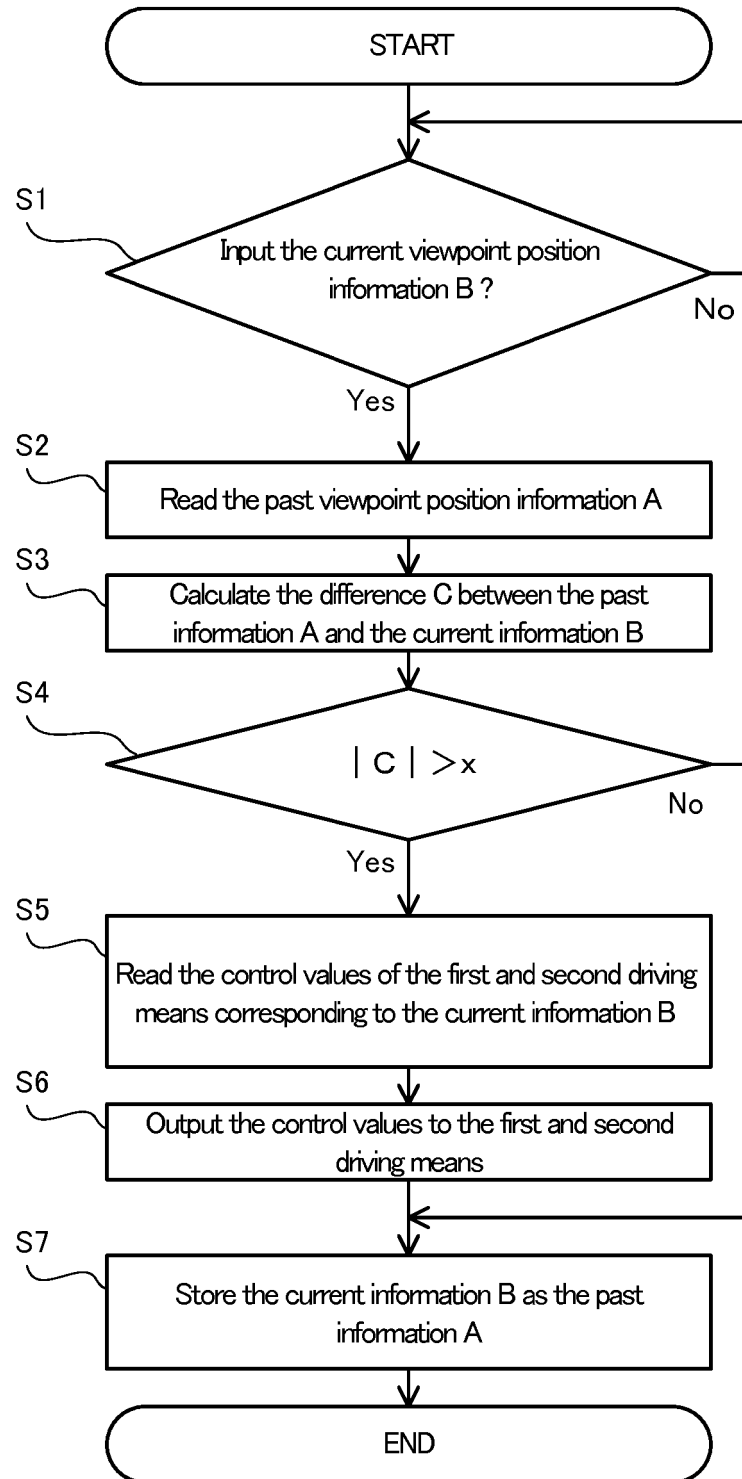 START
S1
Input the current viewpoint position
information B ?
No
Yes
S2
Read the past viewpoint position information A
S3
Calculate the difference C between the past
information A and the current information B
S4
| C | >x
No
Yes
S5
Read the control values of the first and second driving
means corresponding to the current information B
S6
Output the control values to the first and second
driving means
S7
Store the current information B as the past
information A
END